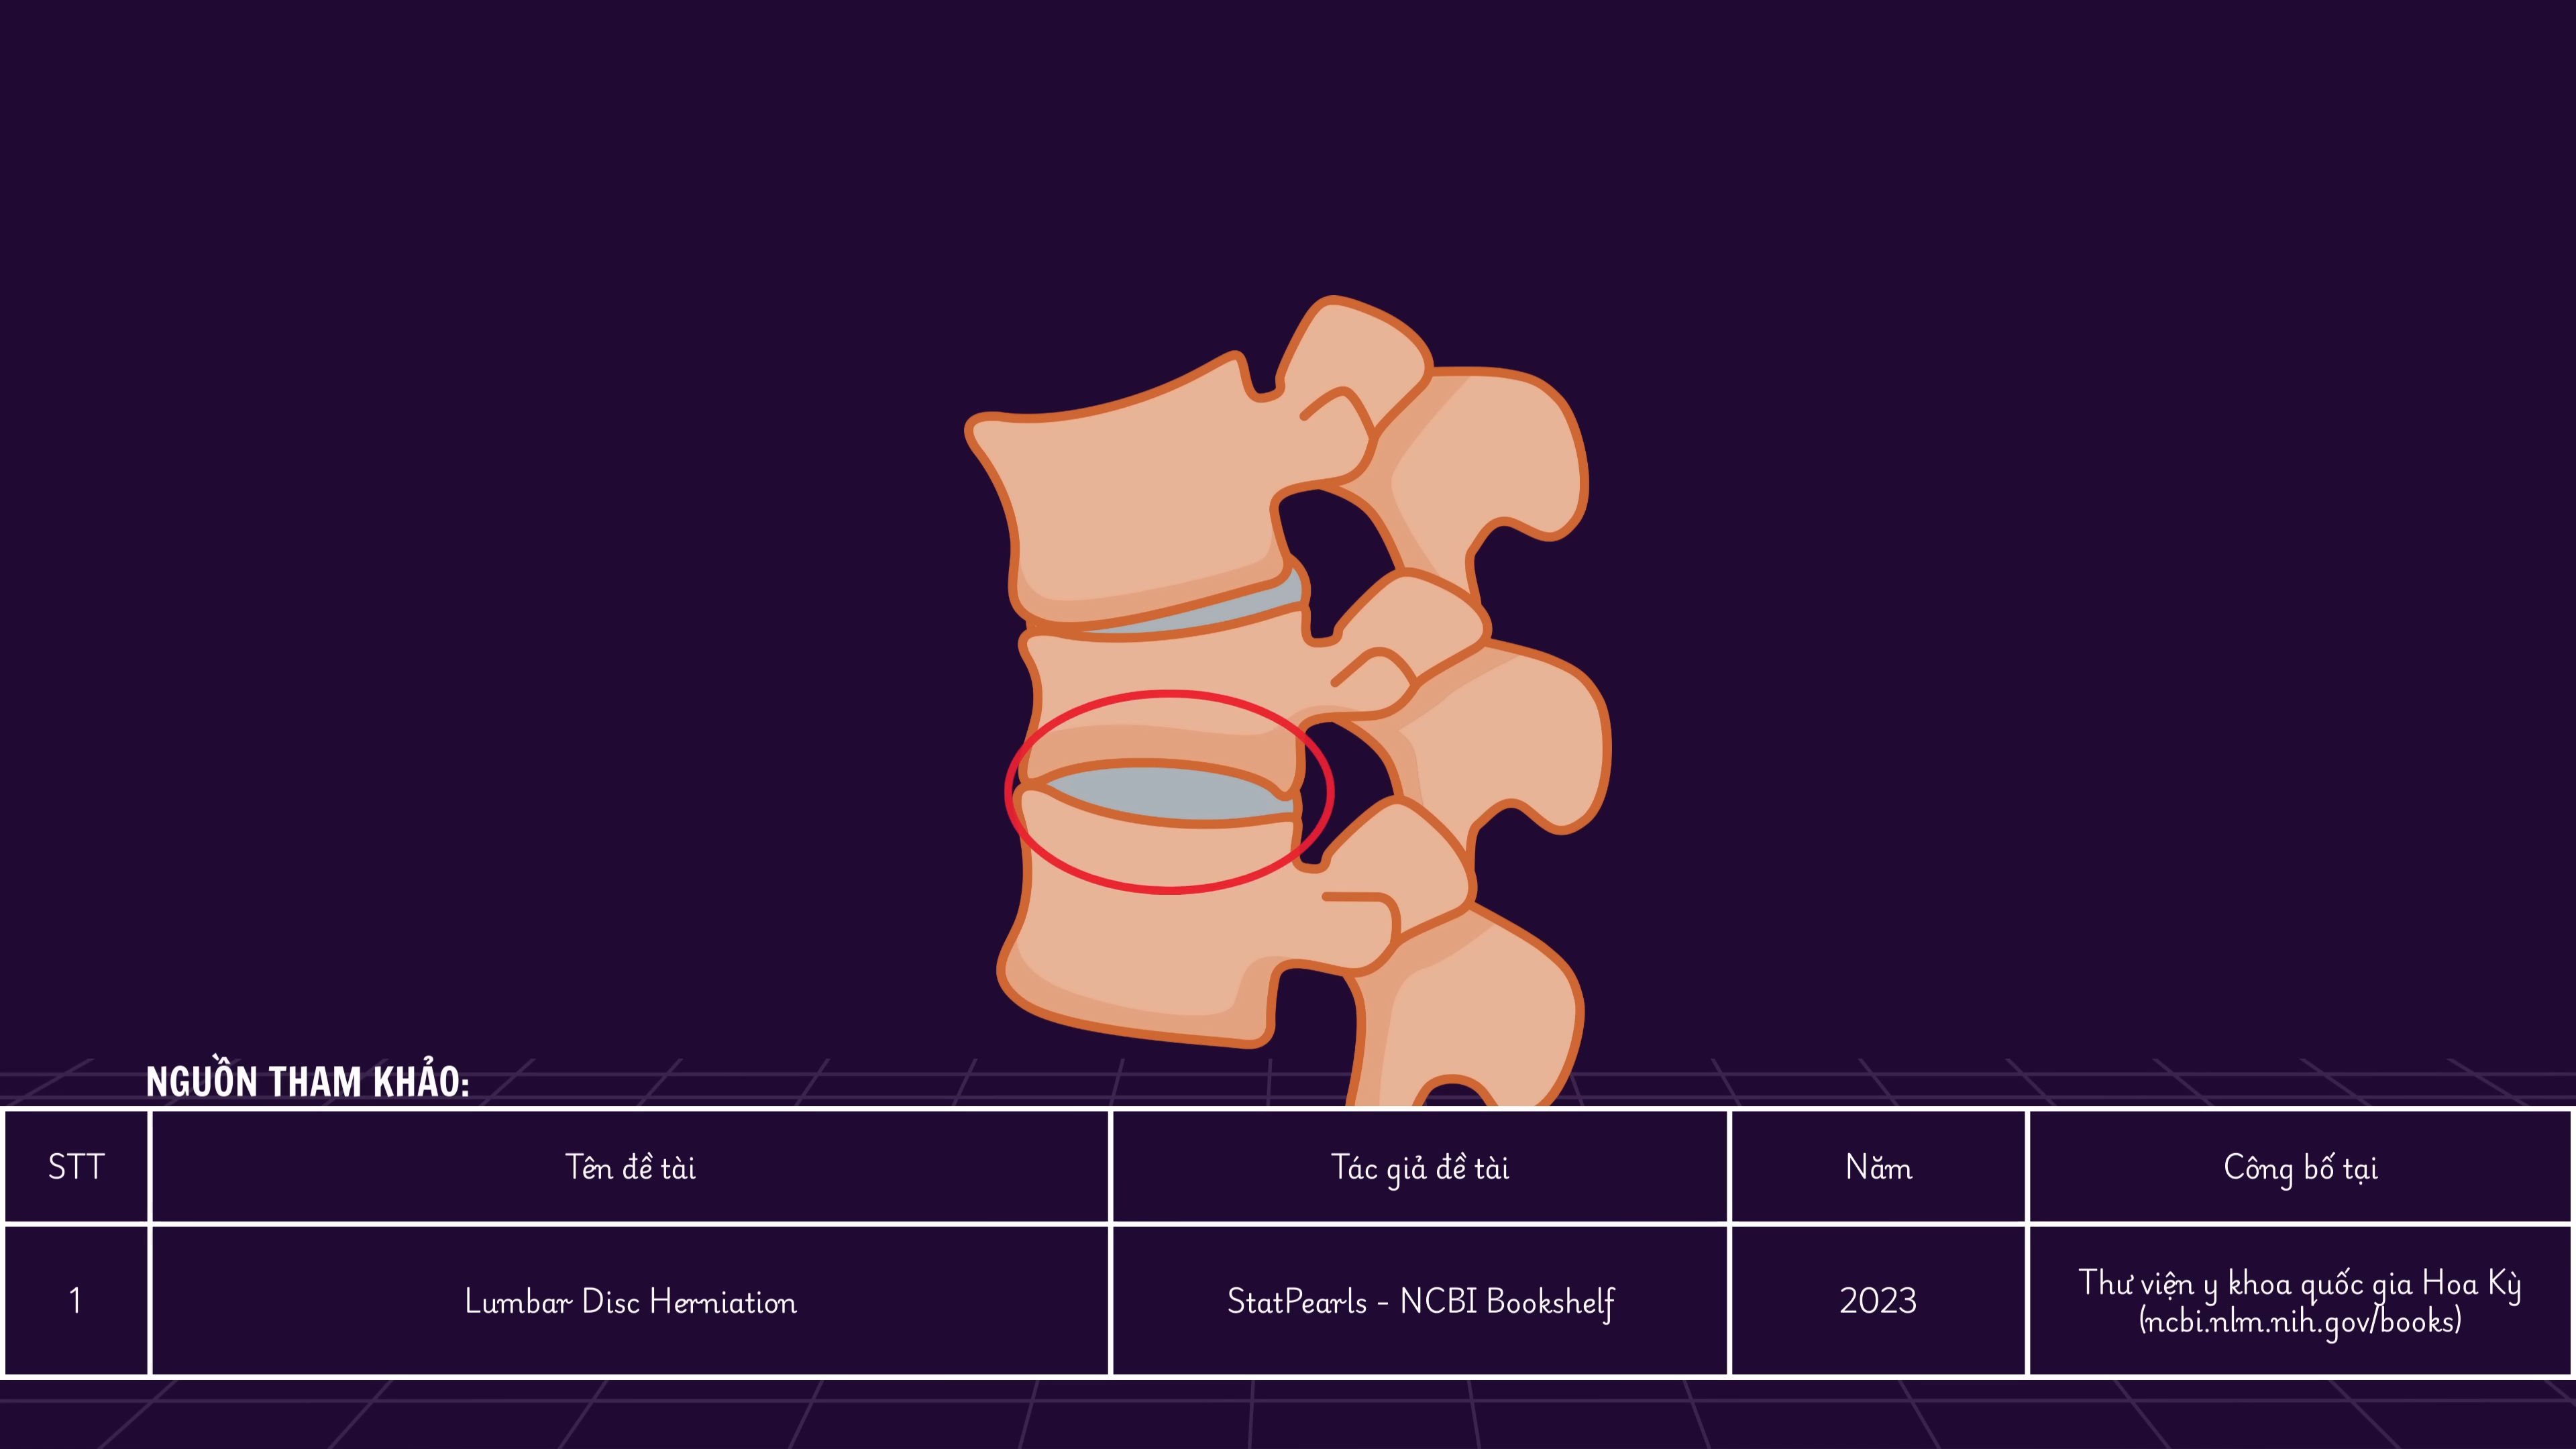 NGUỒN THAM KHẢO:
STT
Tên đề tài
Tác giả đề tài
Năm
Công bố tại
1
Lumbar Disc Herniation
StatPearls - NCBI Bookshelf
2023
Thư viện y khoa quốc gia Hoa Kỳ
(ncbi.nlm.nih.gov/books)